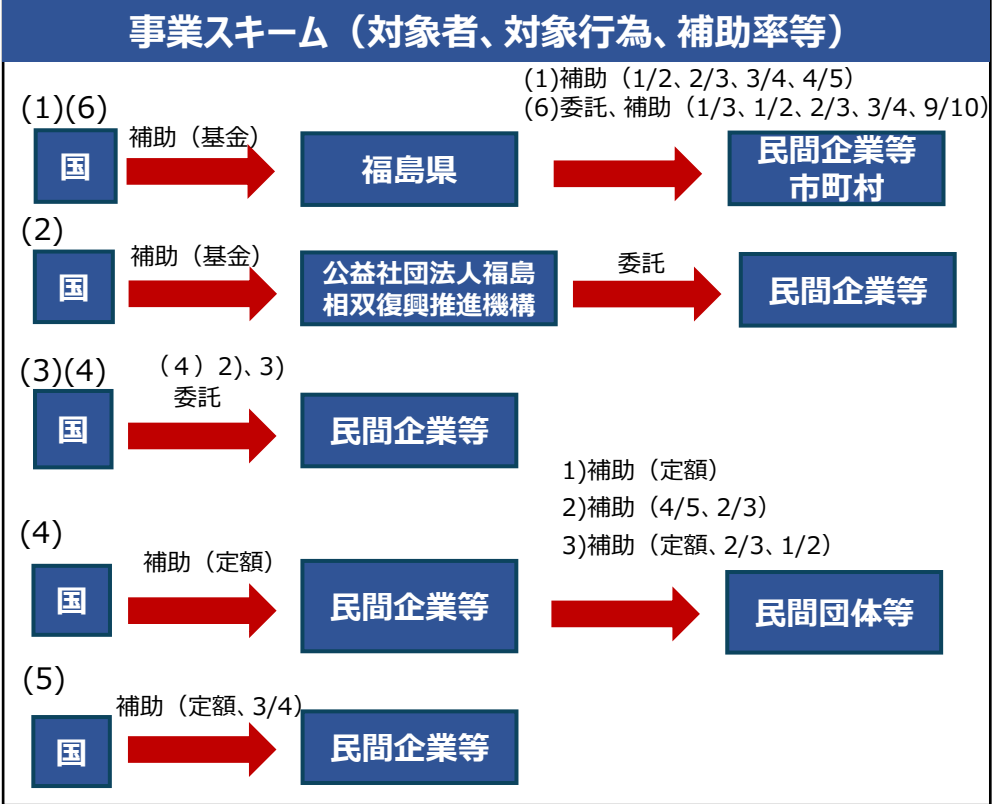 事業スキーム（対象者、対象行為、補助率等）
(1)補助（1/2、2/3、3/4、4/5）
(6)委託、補助（1/3、1/2、2/3、3/4、9/10）
(1)(6)
国
補助（基金）
福島県
民間企業等
市町村
(2)
国
補助（基金）
公益社団法人福島
相双復興推進機構
委託
民間企業等
(3)(4)
国
（４）2)、3)
委託
民間企業等
(4)
国
補助（定額）
民間企業等
1)補助（定額）
2)補助（4/5、2/3）
3)補助（定額、2/3、1/2）
民間団体等
(5)
国
補助（定額、3/4）
民間企業等